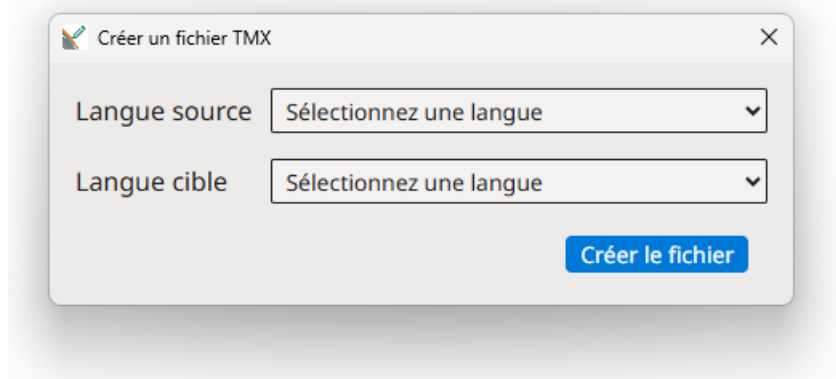 Créer un fichier TMX
Langue source Sélectionnez une langue
Langue cible Sélectionnez une langue
Créer le fichier